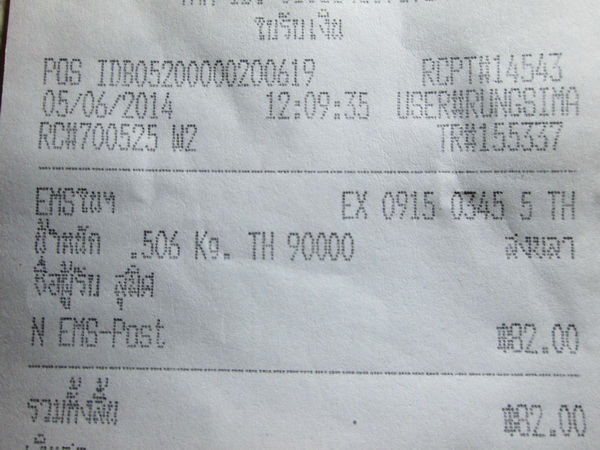 ใบรับเงิน
POS IDB05200000200619 RCPT#14543
05/06/2014 12:09:35 USER#RUNGSIMA
RC#700525 W2 TR#155337
EMSในฯ EX 0915 0345 5 TH
น้ำหนัก .506 Kg. TH 90000 สงขลา
ชื่อผู้รับ สุมิศ
N EMS-Post ฿82.00
รวมทั้งสิ้น ฿82.00